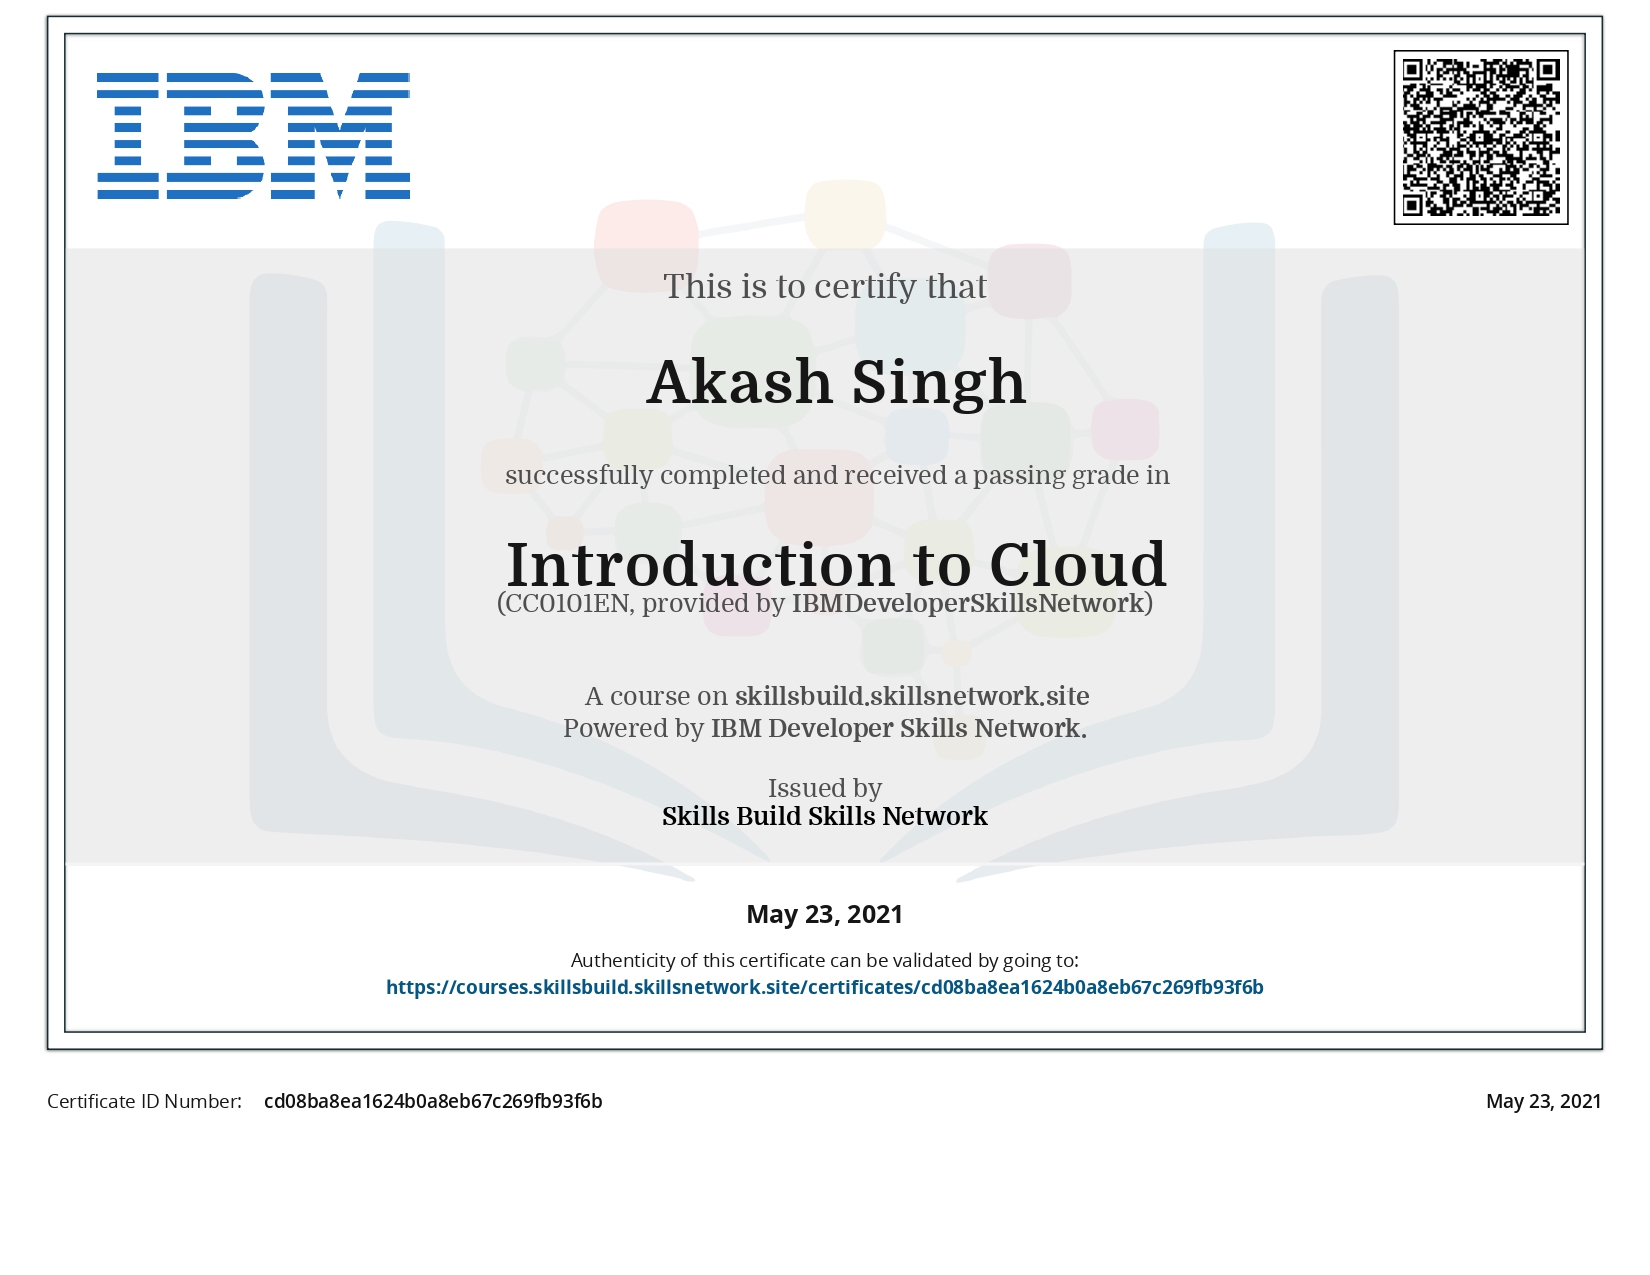 IBM
This is to certify that
Akash Singh
successfully completed and received a passing grade in
Introduction to Cloud
(CC0101EN, provided by IBMDeveloperSkillsNetwork)
A course on skillsbuild.skillsnetwork.site
Powered by IBM Developer Skills Network.
Issued by
Skills Build Skills Network
May 23, 2021
Authenticity of this certificate can be validated by going to:
https://courses.skillsbuild.skillsnetwork.site/certificates/cd08ba8ea1624b0a8eb67c269fb93f6b
Certificate ID Number: cd08ba8ea1624b0a8eb67c269fb93f6b May 23, 2021